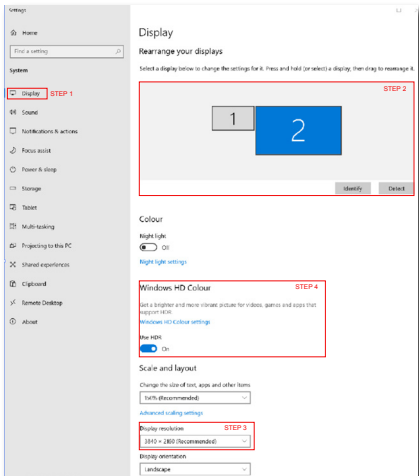 Settings
Home
Find a setting
System
Display STEP 1
Sound
Notifications & actions
Focus assist
Power & sleep
Storage
Tablet
Multi-tasking
Projecting to this PC
Shared experiences
Clipboard
Remote Desktop
About
Display
Rearrange your displays
Select a display below to change the settings for it. Press and hold (or select) a display, then drag to rearrange it.
STEP 2
1
2
Identify Detect
Colour
Night light
Off
Night light settings
Windows HD Colour STEP 4
Get a brighter and more vibrant picture for videos, games and apps that
support HDR
Windows HD Colour settings
Use HDR
On
Scale and layout
Change the size of text, apps and other items
(Recommended)
Advanced scaling settings
Display resolution STEP 3
3840 × 2160 (Recommended)
Display orientation
Landscape